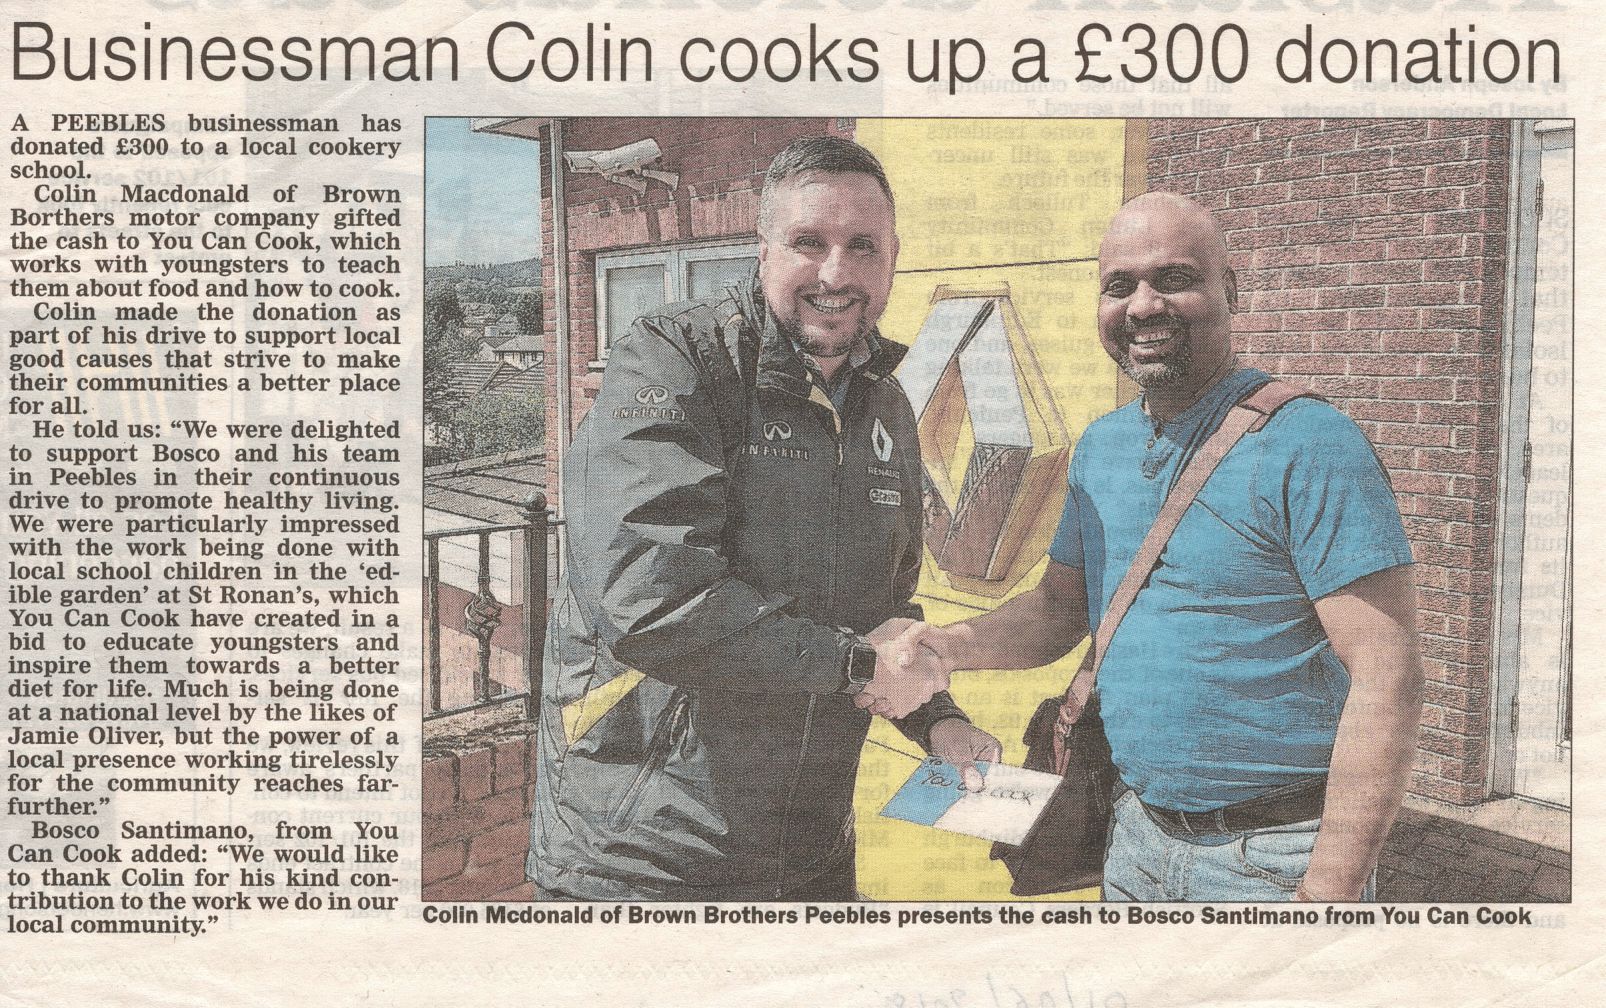 Businessman Colin cooks up a £300 donation
A PEEBLES businessman has
donated £300 to a local cookery
school.
Colin Macdonald of Brown
Borthers motor company gifted
the cash to You Can Cook, which
works with youngsters to teach
them about food and how to cook.
Colin made the donation as
part of his drive to support local
good causes that strive to make
their communities a better place
for all.
He told us: “We were delighted
to support Bosco and his team
in Peebles in their continuous
drive to promote healthy living.
We were particularly impressed
with the work being done with
local school children in the ‘ed-
ible garden’ at St Ronan’s, which
You Can Cook have created in a
bid to educate youngsters and
inspire them towards a better
diet for life. Much is being done
at a national level by the likes of
Jamie Oliver, but the power of a
local presence working tirelessly
for the community reaches far-
further.”
Bosco Santimano, from You
Can Cook added: “We would like
to thank Colin for his kind con-
tribution to the work we do in our
local community.”
INFINITI
INFINITI
RENAULT
Castrol
TO
YOU CAN COOK
Colin Mcdonald of Brown Brothers Peebles presents the cash to Bosco Santimano from You Can Cook